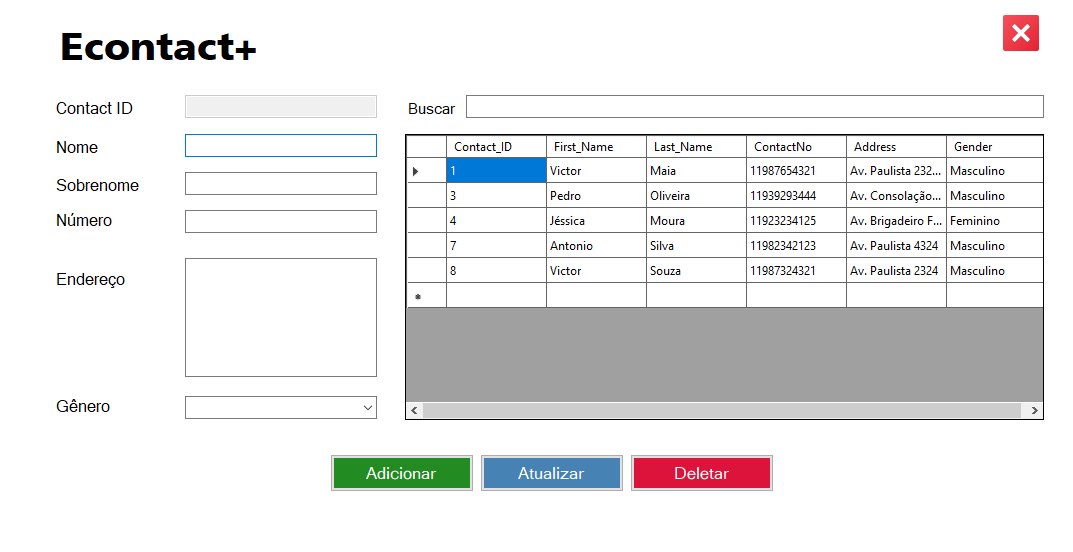 Econtact+
Contact ID
Nome
Sobrenome
Número
Endereço
Gênero
Buscar
Contact_ID First_Name Last_Name ContactNo Address Gender
1 Victor Maia 11987654321 Av. Paulista 232... Masculino
3 Pedro Oliveira 11939293444 Av. Consolação... Masculino
4 Jéssica Moura 11923234125 Av. Brigadeiro F... Feminino
7 Antonio Silva 11982342123 Av. Paulista 4324 Masculino
8 Victor Souza 11987324321 Av. Paulista 2324 Masculino
Adicionar Atualizar Deletar